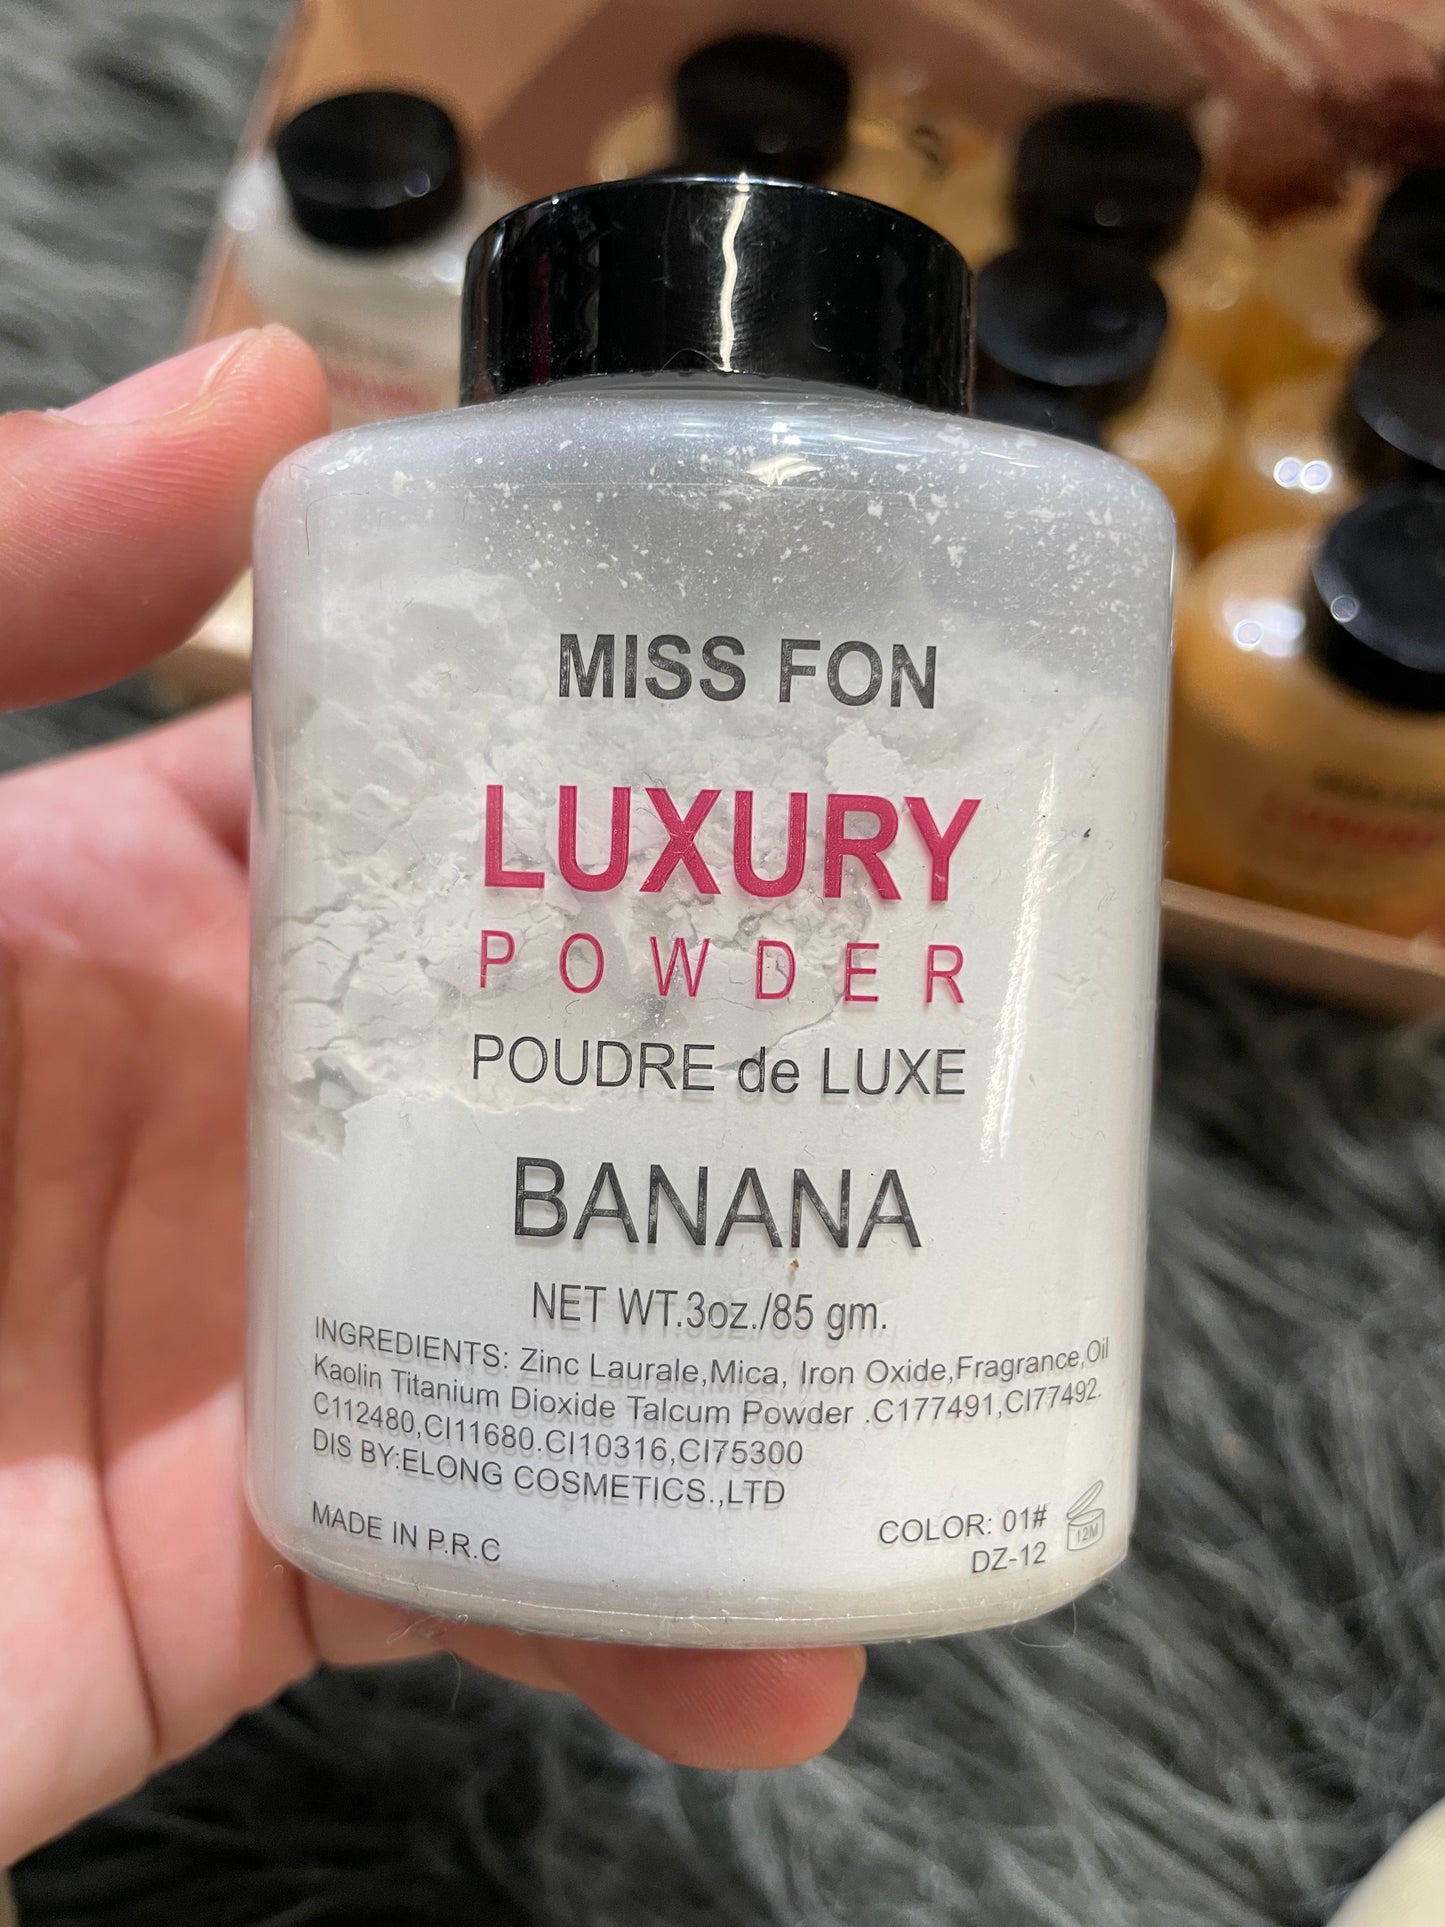 MISS FON
LUXURY
POWDER
POUDRE de LUXE
BANANA
NET WT.3oz./85 gm.
INGREDIENTS: Zinc Laurale,Mica, Iron Oxide,Fragrance,Oil
Kaolin Titanium Dioxide Talcum Powder .C177491,CI77492.
C112480,CI11680.CI10316,CI75300
DIS BY:ELONG COSMETICS.,LTD
MADE IN P.R.C
COLOR: 01#
DZ-12
12M
LUXURY